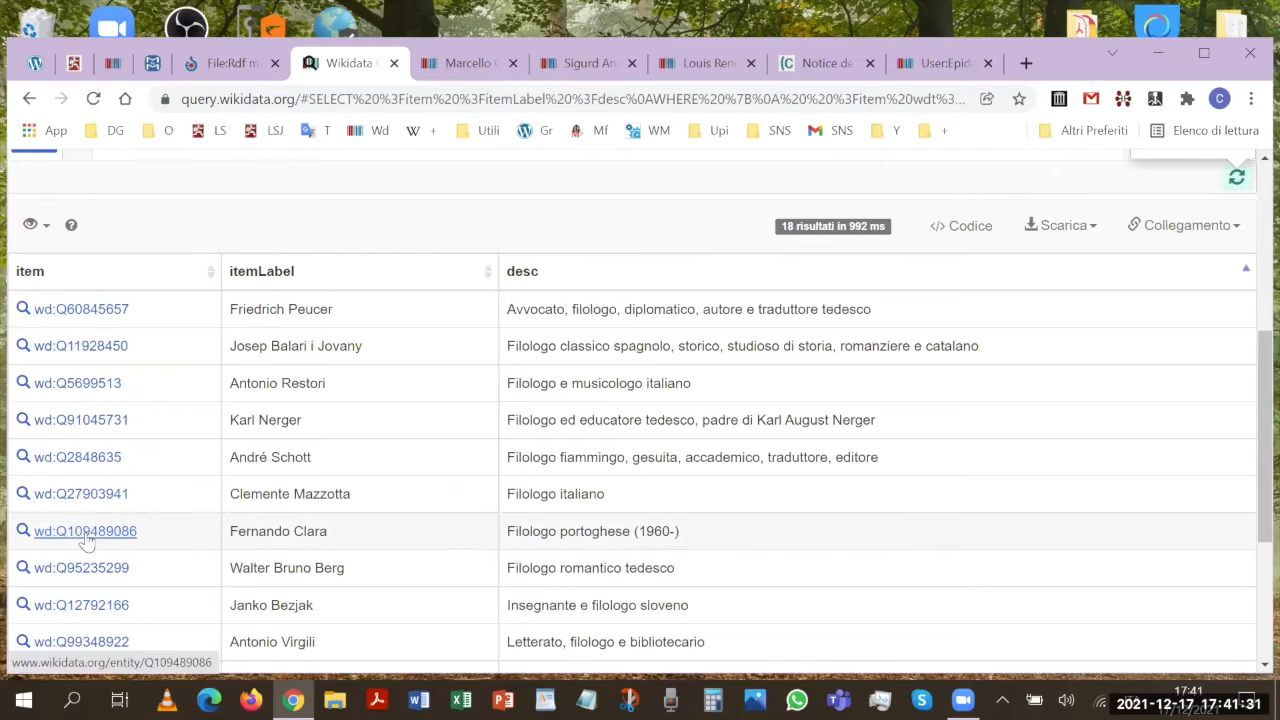 File:Rdf m
Wikidata
Marcello
Sigurd An
Louis Ren
Notice de
User:Epid
query.wikidata.org/#SELECT%20%3Fitem%20%3FitemLabel%20%3Fdesc%0AWHERE%20%7B%0A%20%20%3Fitem%20wdt%3...
App DG O LS LSJ T Wd + Utili Gr Mf WM Upi SNS SNS Y + Altri Preferiti Elenco di lettura
18 risultati in 992 ms </> Codice Scarica Collegamento
item itemLabel desc
wd:Q60845657 Friedrich Peucer Avvocato, filologo, diplomatico, autore e traduttore tedesco
wd:Q11928450 Josep Balari i Jovany Filologo classico spagnolo, storico, studioso di storia, romanziere e catalano
wd:Q5699513 Antonio Restori Filologo e musicologo italiano
wd:Q91045731 Karl Nerger Filologo ed educatore tedesco, padre di Karl August Nerger
wd:Q2848635 André Schott Filologo fiammingo, gesuita, accademico, traduttore, editore
wd:Q27903941 Clemente Mazzotta Filologo italiano
wd:Q109489086 Fernando Clara Filologo portoghese (1960-)
wd:Q95235299 Walter Bruno Berg Filologo romantico tedesco
wd:Q12792166 Janko Bezjak Insegnante e filologo sloveno
wd:Q99348922 Antonio Virgili Letterato, filologo e bibliotecario
www.wikidata.org/entity/Q109489086
17:41
2021-12-17 17:41:31